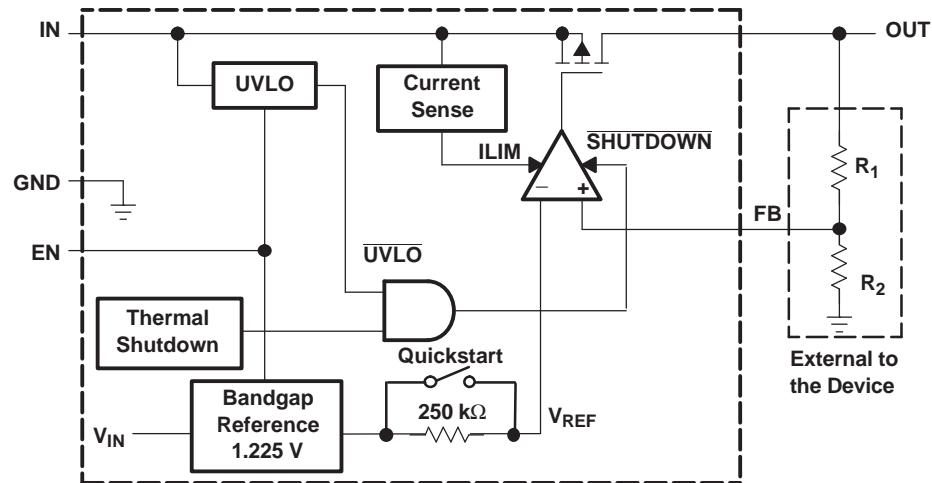 IN
OUT
UVLO
Current
Sense
SHUTDOWN
ILIM
R1
GND
−
+
FB
EN
UVLO
R2
Thermal
Shutdown
Quickstart
External to
the Device
Bandgap
Reference
1.225 V
250 kΩ
VREF
VIN